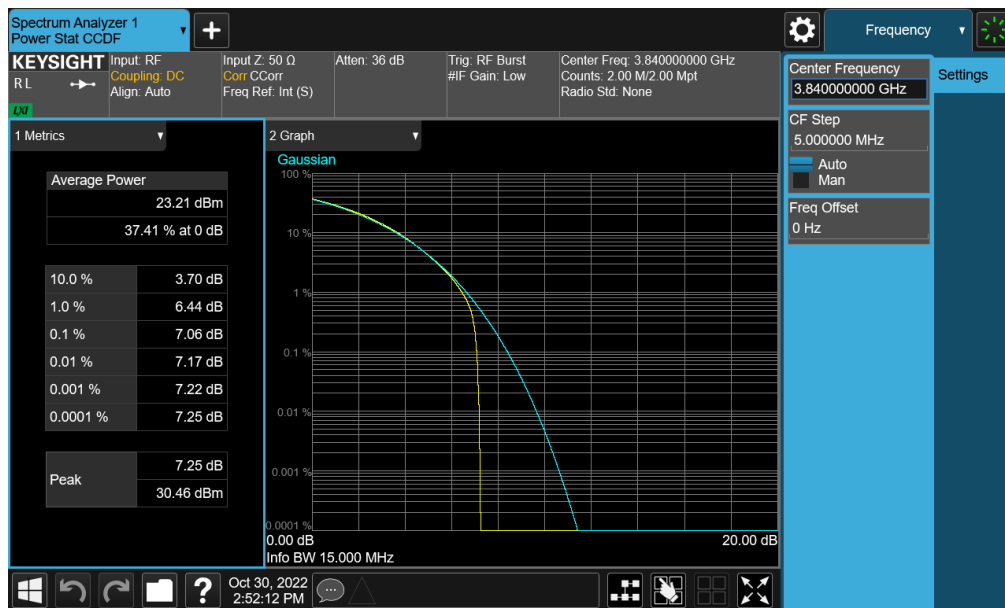 Spectrum Analyzer 1
Power Stat CCDF
Frequency
KEYSIGHT
R L
LXI
Input: RF
Coupling: DC
Align: Auto
Input Z: 50 Ω
Corr CCorr
Freq Ref: Int (S)
Atten: 36 dB
Trig: RF Burst
#IF Gain: Low
Center Freq: 3.840000000 GHz
Counts: 2.00 M/2.00 Mpt
Radio Std: None
Center Frequency
3.840000000 GHz
Settings
CF Step
5.000000 MHz
Auto
Man
Freq Offset
0 Hz
1 Metrics
Average Power
23.21 dBm
37.41 % at 0 dB
10.0 % 3.70 dB
1.0 % 6.44 dB
0.1 % 7.06 dB
0.01 % 7.17 dB
0.001 % 7.22 dB
0.0001 % 7.25 dB
Peak 7.25 dB
30.46 dBm
2 Graph
Gaussian
100 %
10 %
1 %
0.1 %
0.01 %
0.001 %
0.0001 %
0.00 dB 20.00 dB
Info BW 15.000 MHz
?
Oct 30, 2022
2:52:12 PM